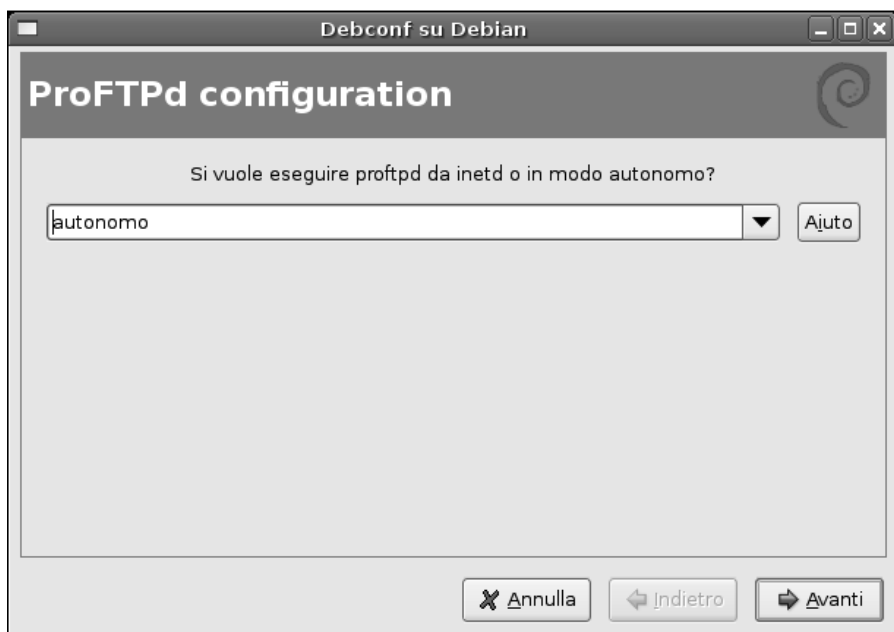 Debconf su Debian
ProFTPd configuration
Si vuole eseguire proftpd da inetd o in modo autonomo?
autonomo
Aiuto
Annulla
Indietro
Avanti